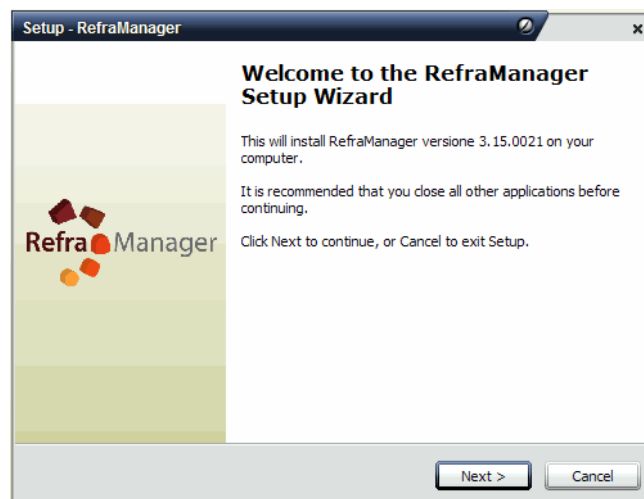 Setup - RefraManager
Welcome to the RefraManager
Setup Wizard
This will install RefraManager versione 3.15.0021 on your
computer.
It is recommended that you close all other applications before
continuing.
Click Next to continue, or Cancel to exit Setup.
Refra Manager
Next >
Cancel